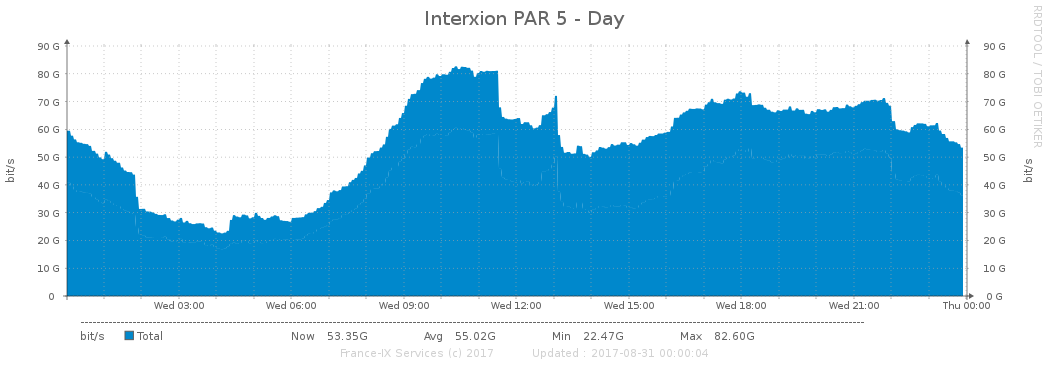 Interxion PAR 5 - Day
RRDTOOL / TOBI OETIKER
90 G 90 G
80 G 80 G
70 G 70 G
60 G 60 G
50 G 50 G
40 G 40 G
30 G 30 G
20 G 20 G
10 G 10 G
0 0 G
bit/s bit/s
Wed 03:00 Wed 06:00 Wed 09:00 Wed 12:00 Wed 15:00 Wed 18:00 Wed 21:00 Thu 00:00
bit/s Total Now 53.35G Avg 55.02G Min 22.47G Max 82.60G
France-IX Services (c) 2017 Updated : 2017-08-31 00:00:04